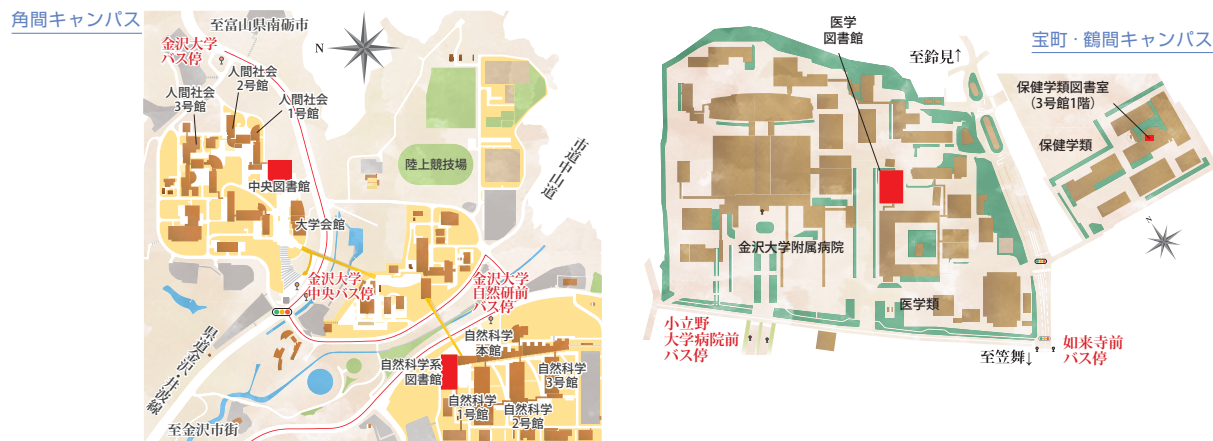 角間キャンパス
至富山県南砺市
N
金沢大学
バス停
人間社会
2号館
人間社会
3号館
人間社会
1号館
中央図書館
大学会館
陸上競技場
市道中山道
金沢大学
中央バス停
金沢大学
自然研前
バス停
自然科学
本館
自然科学系
図書館
自然科学
3号館
自然科学
1号館
自然科学
2号館
県道金沢・井波線
至金沢市街
宝町・鶴間キャンパス
医学
図書館
至鈴見↑
保健学類図書室
(3号館1階)
保健学類
N
金沢大学附属病院
医学類
小立野
大学病院前
バス停
至笠舞↓
如来寺前
バス停